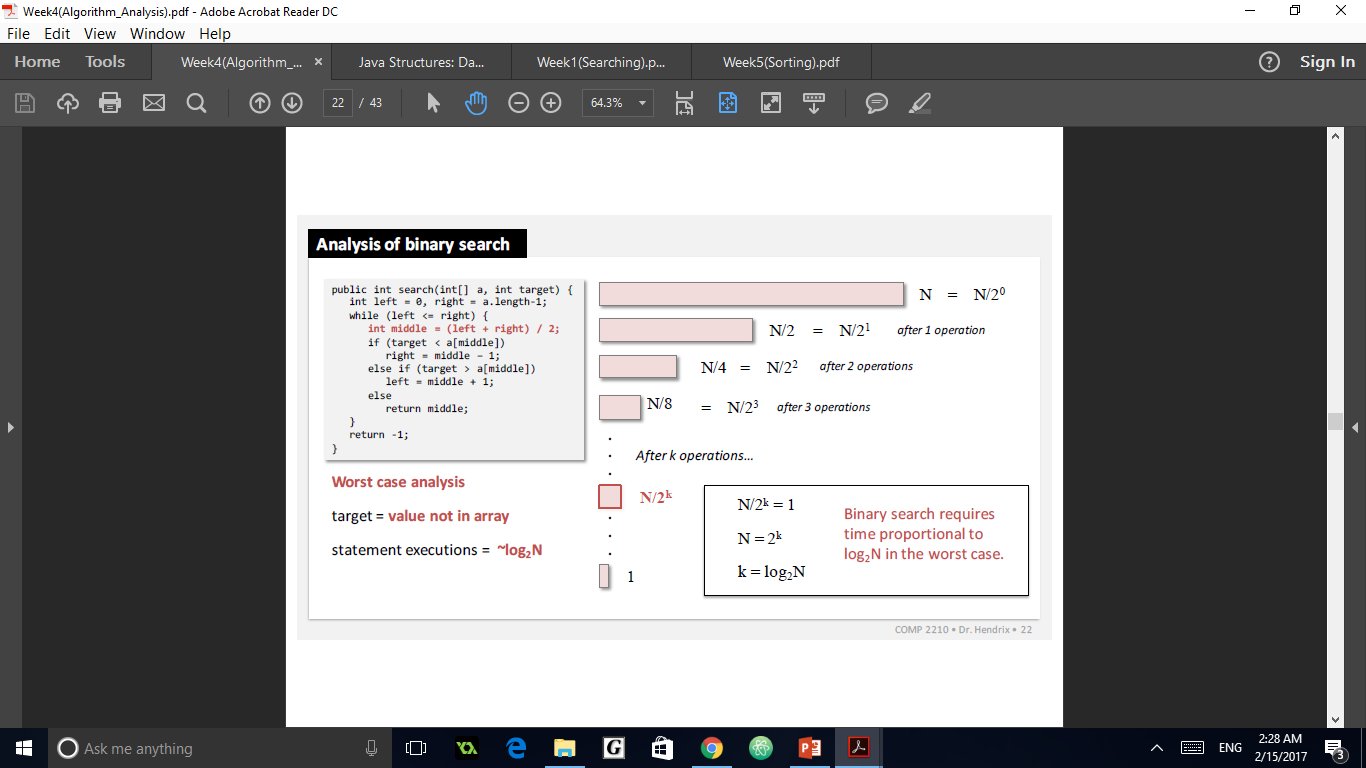 Week4(Algorithm_Analysis).pdf - Adobe Acrobat Reader DC
File Edit View Window Help
Home Tools Week4(Algorithm_... × Java Structures: Da... Week1(Searching).p... Week5(Sorting).pdf ? Sign In
22 / 43 64.3%
Analysis of binary search
public int search(int[] a, int target) {
int left = 0, right = a.length-1;
while (left <= right) {
int middle = (left + right) / 2;
if (target < a[middle])
right = middle – 1;
else if (target > a[middle])
left = middle + 1;
else
return middle;
}
return -1;
}
Worst case analysis
target = value not in array
statement executions = ~log₂N
N = N/2⁰
N/2 = N/2¹ after 1 operation
N/4 = N/2² after 2 operations
N/8 = N/2³ after 3 operations
After k operations…
N/2ᵏ
1
N/2ᵏ = 1
N = 2ᵏ
k = log₂N
Binary search requires
time proportional to
log₂N in the worst case.
COMP 2210 • Dr. Hendrix • 22
Ask me anything
G
ENG
2:28 AM
2/15/2017
3